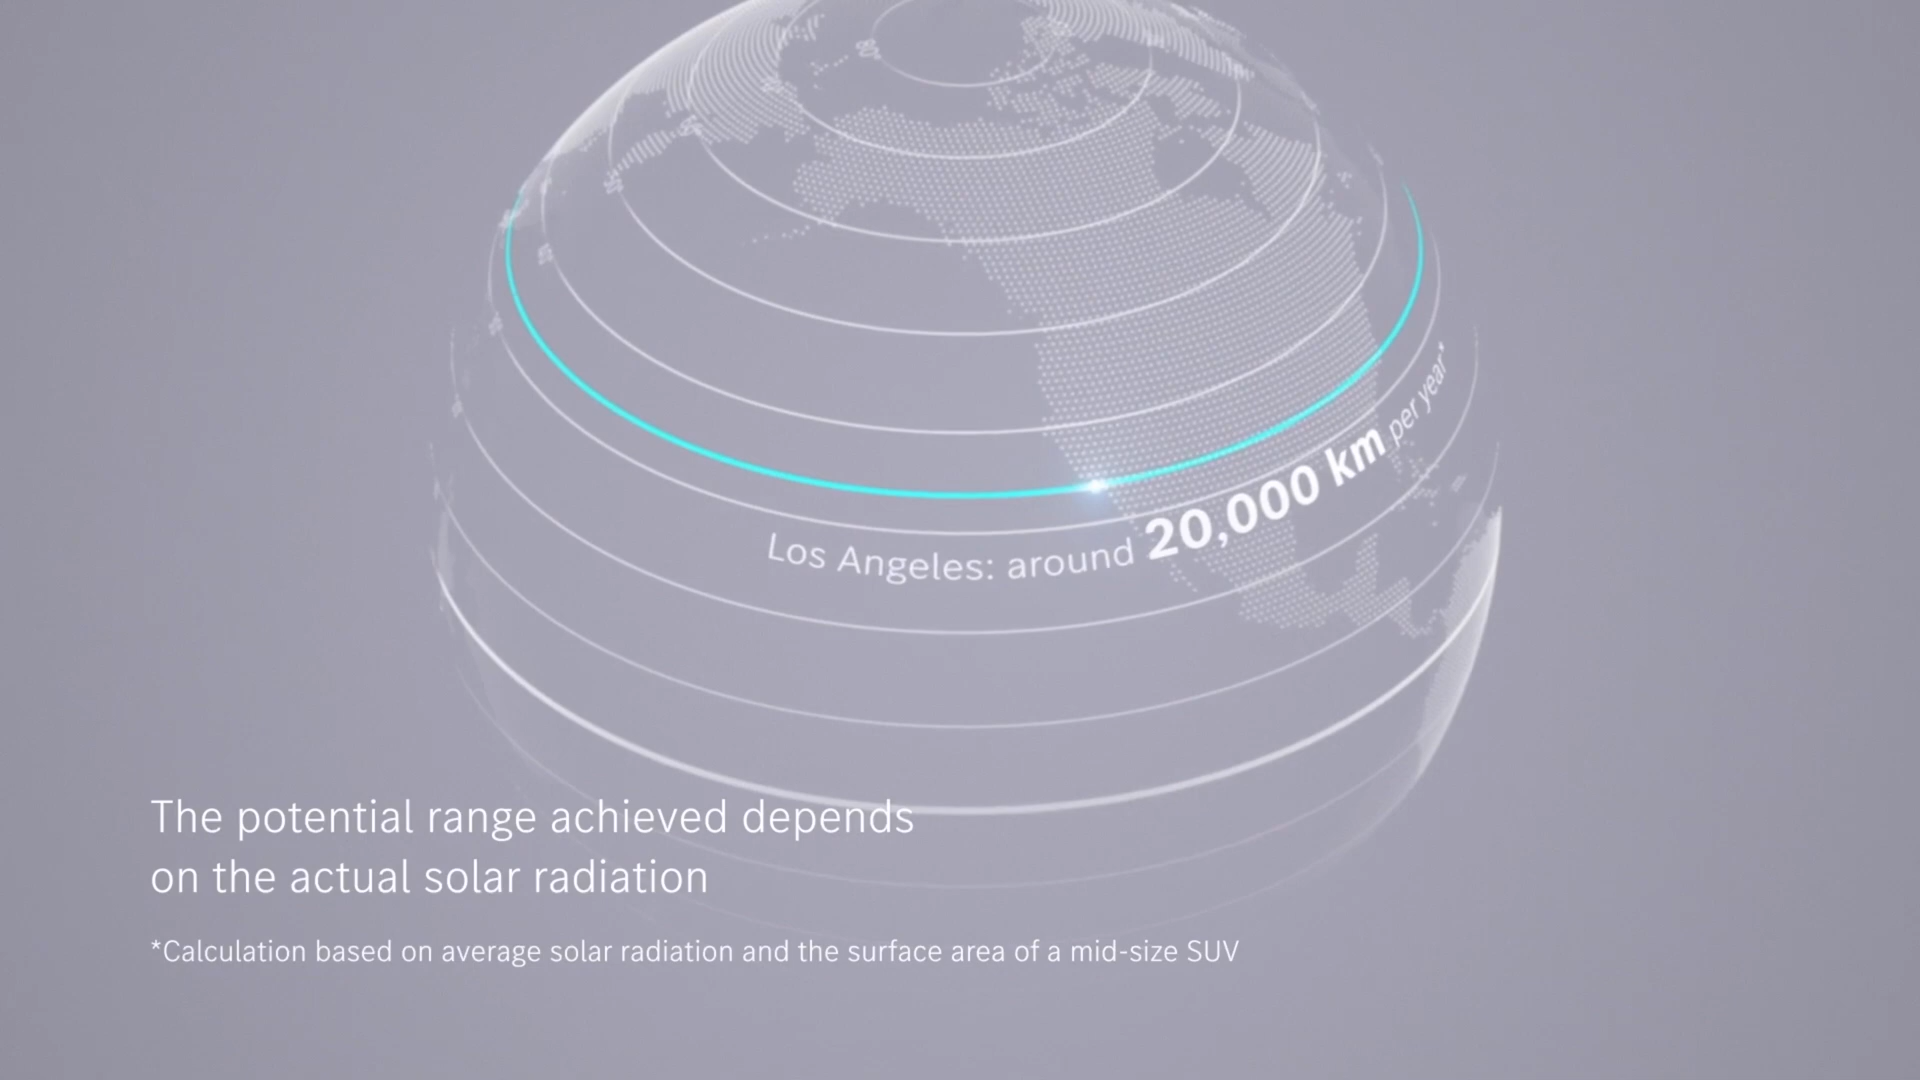 Los Angeles: around 20,000 km per year*
The potential range achieved depends
on the actual solar radiation
*Calculation based on average solar radiation and the surface area of a mid-size SUV